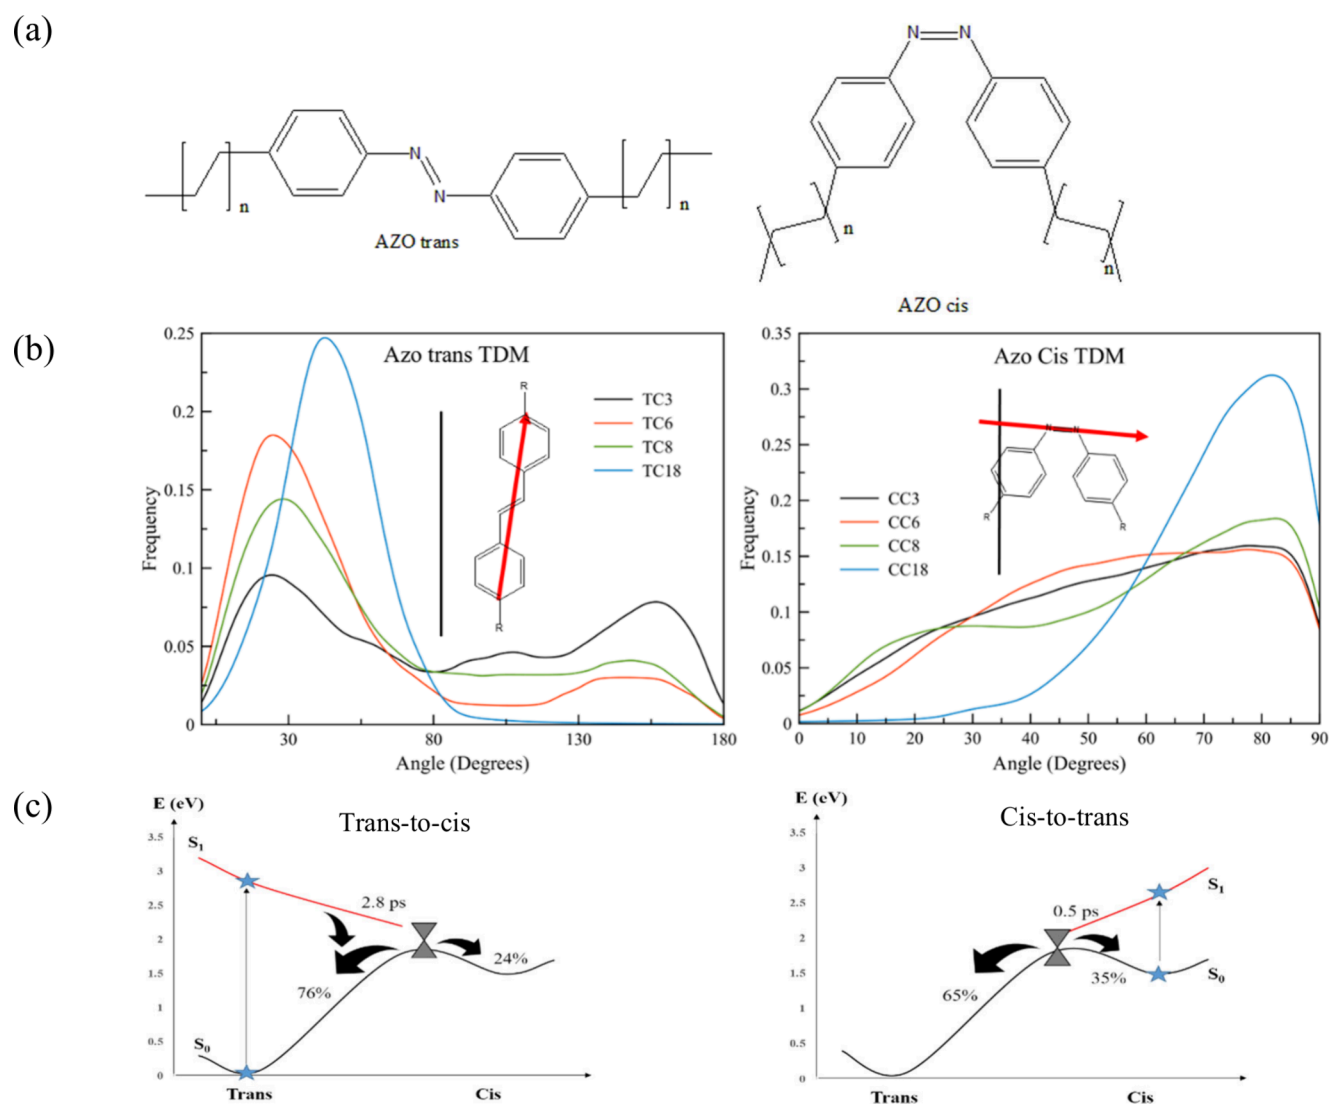 (a)
N
N
n
n
AZO trans
N
N
n
n
AZO cis
(b)
Azo trans TDM
R
R
TC3
TC6
TC8
TC18
Frequency
0.25
0.2
0.15
0.1
0.05
0
30
80
130
180
Angle (Degrees)
Azo Cis TDM
N
N
R
R
CC3
CC6
CC8
CC18
Frequency
0.35
0.3
0.25
0.2
0.15
0.1
0.05
0
0
10
20
30
40
50
60
70
80
90
Angle (Degrees)
(c)
E (eV)
Trans-to-cis
3.5
3
2.5
2
1.5
1
0.5
0
S1
2.8 ps
24%
76%
S0
Trans
Cis
E (eV)
Cis-to-trans
3.5
3
2.5
2
1.5
1
0.5
0
S1
0.5 ps
S0
35%
65%
Trans
Cis